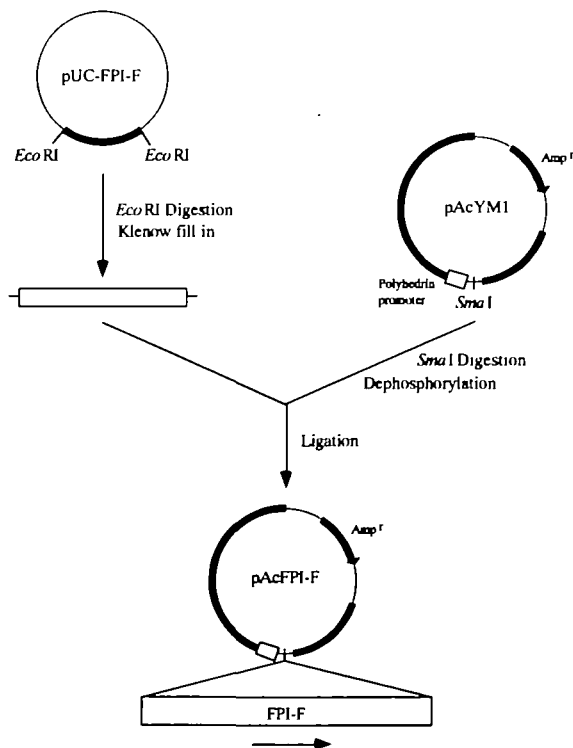 pUC-FPI-F
Eco RI
Eco RI
Eco RI Digestion
Klenow fill in
Amp r
pAcYM1
Polyhedrin
promoter
Sma I
Sma I Digestion
Dephosphorylation
Ligation
Amp r
pAcFPI-F
FPI-F